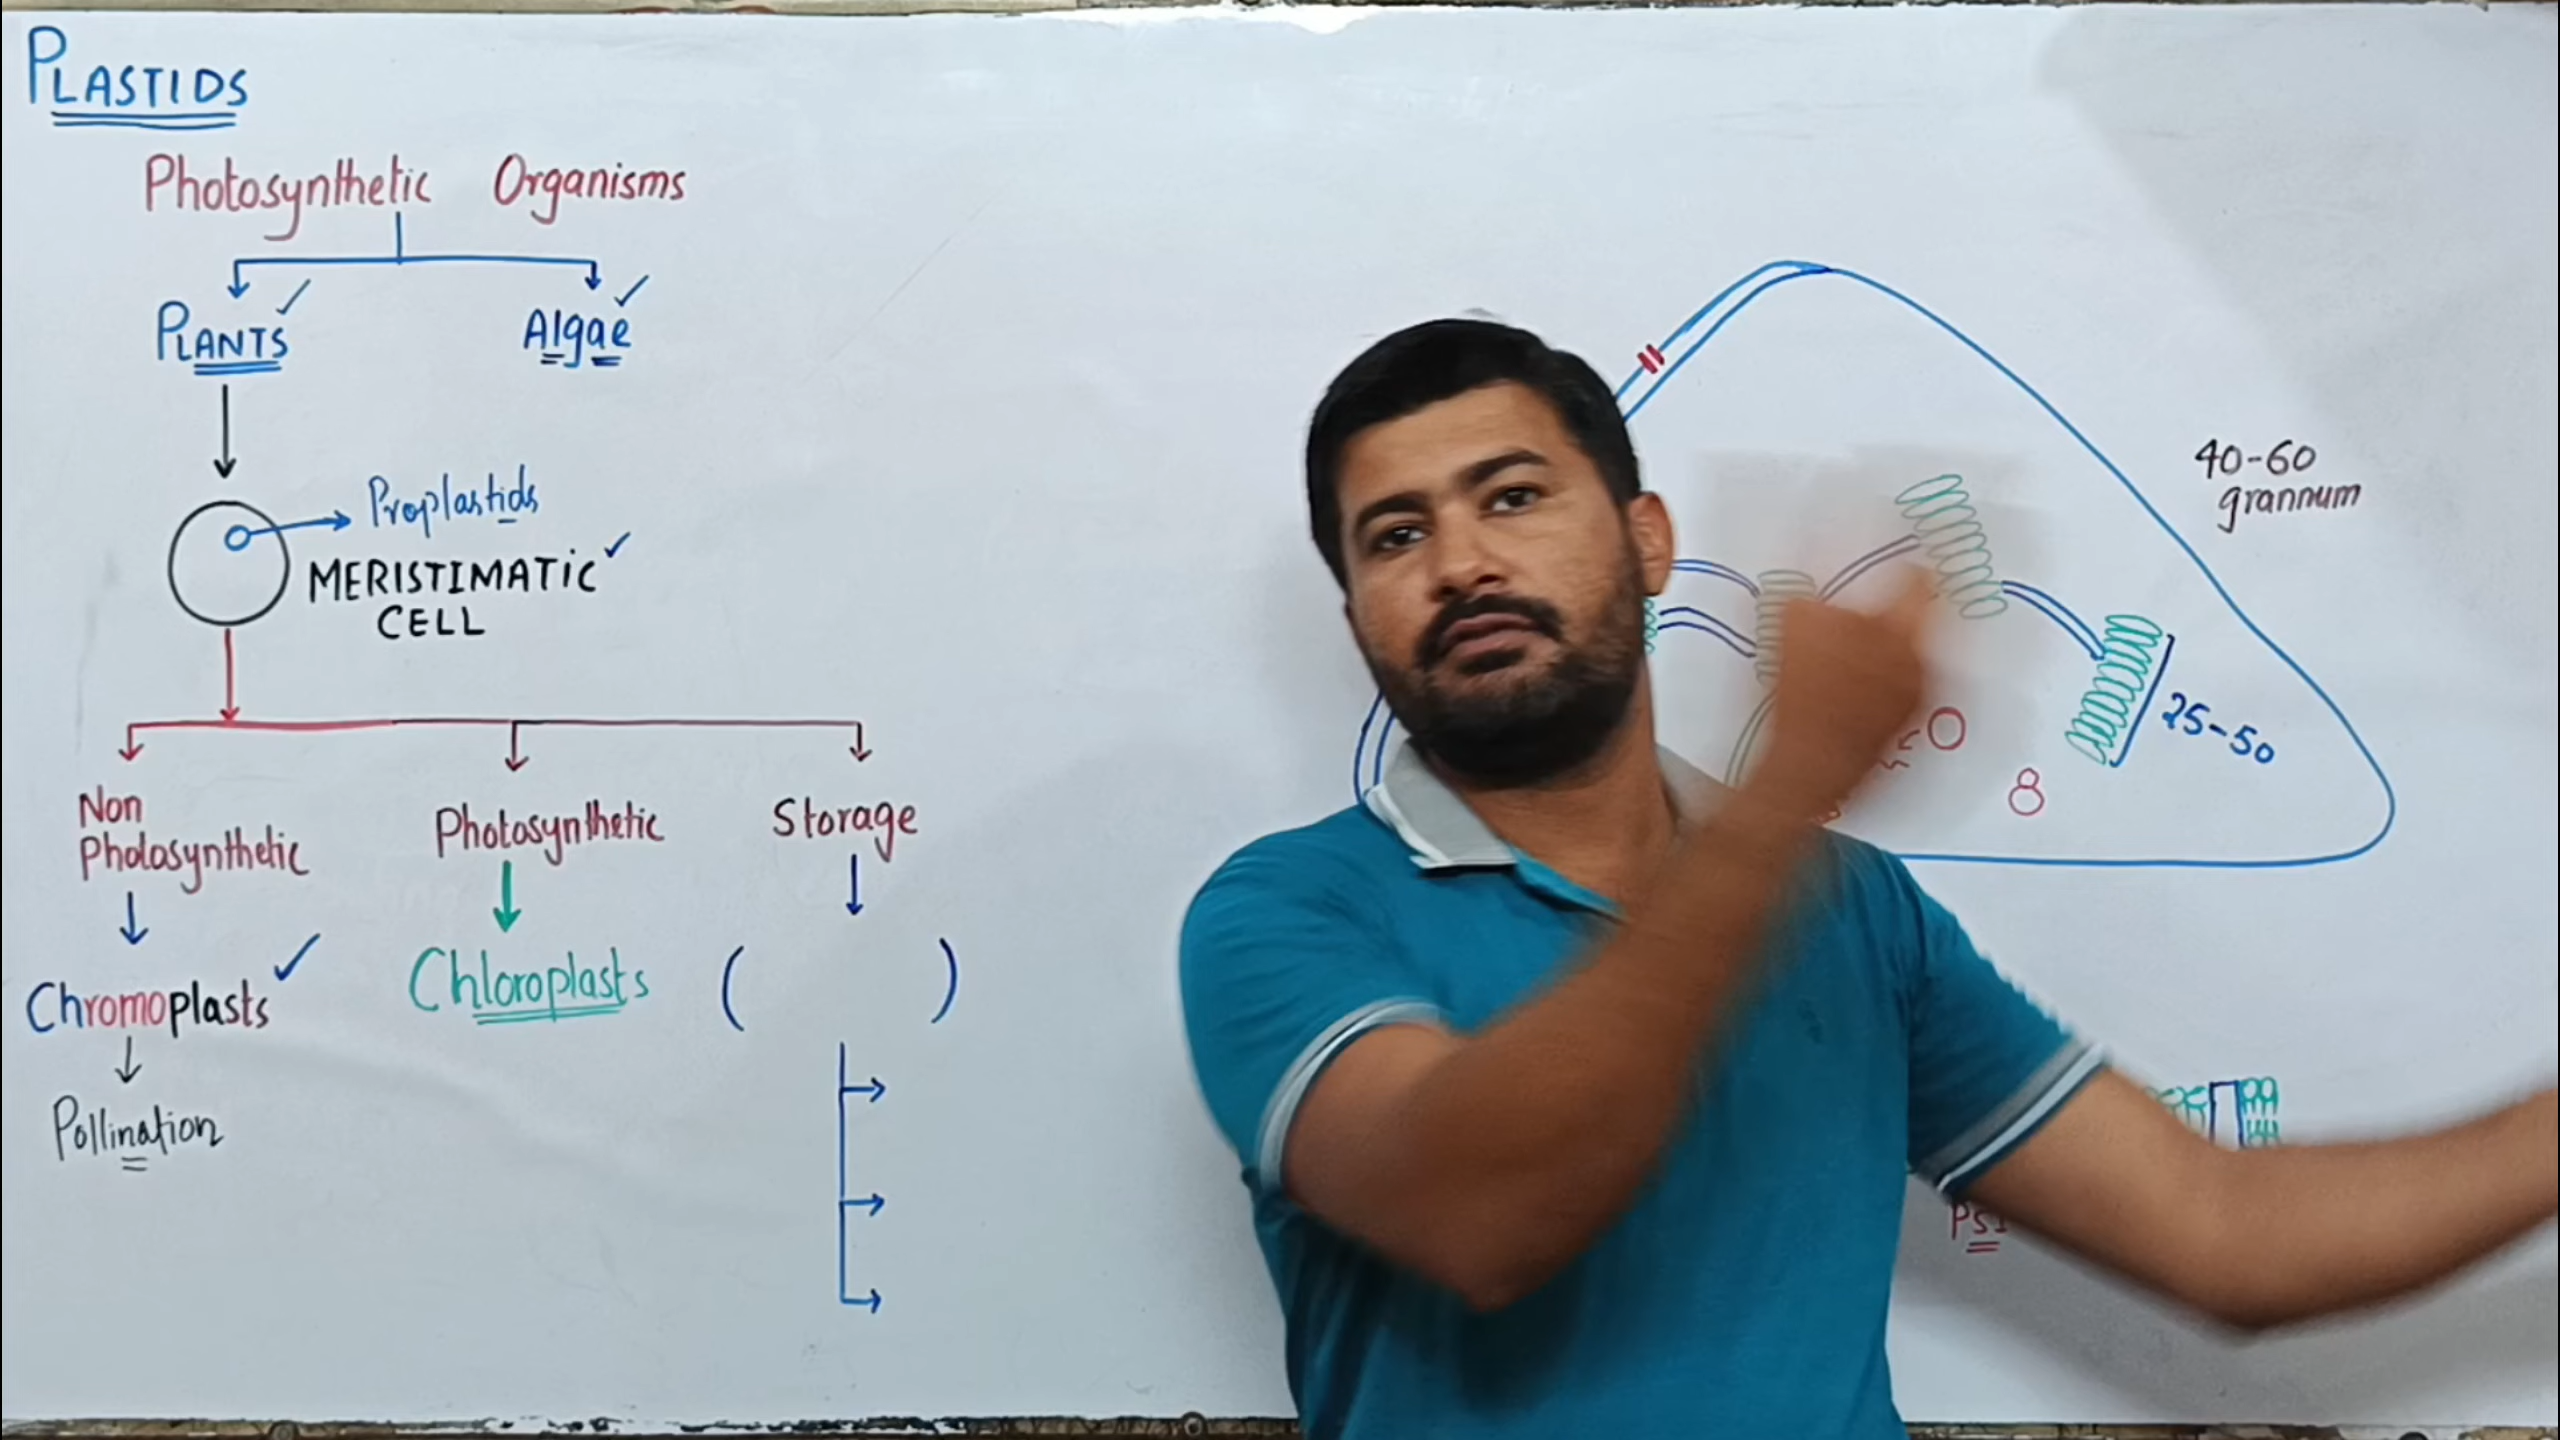 PLASTIDS
Photosynthetic Organisms
PLANTS
Algae
Proplastids
MERISTIMATIC
CELL
Non
Photosynthetic
Photosynthetic
Storage
Chromoplasts
Chloroplasts
( )
Pollination
40-60
grannum
25-50
PSI